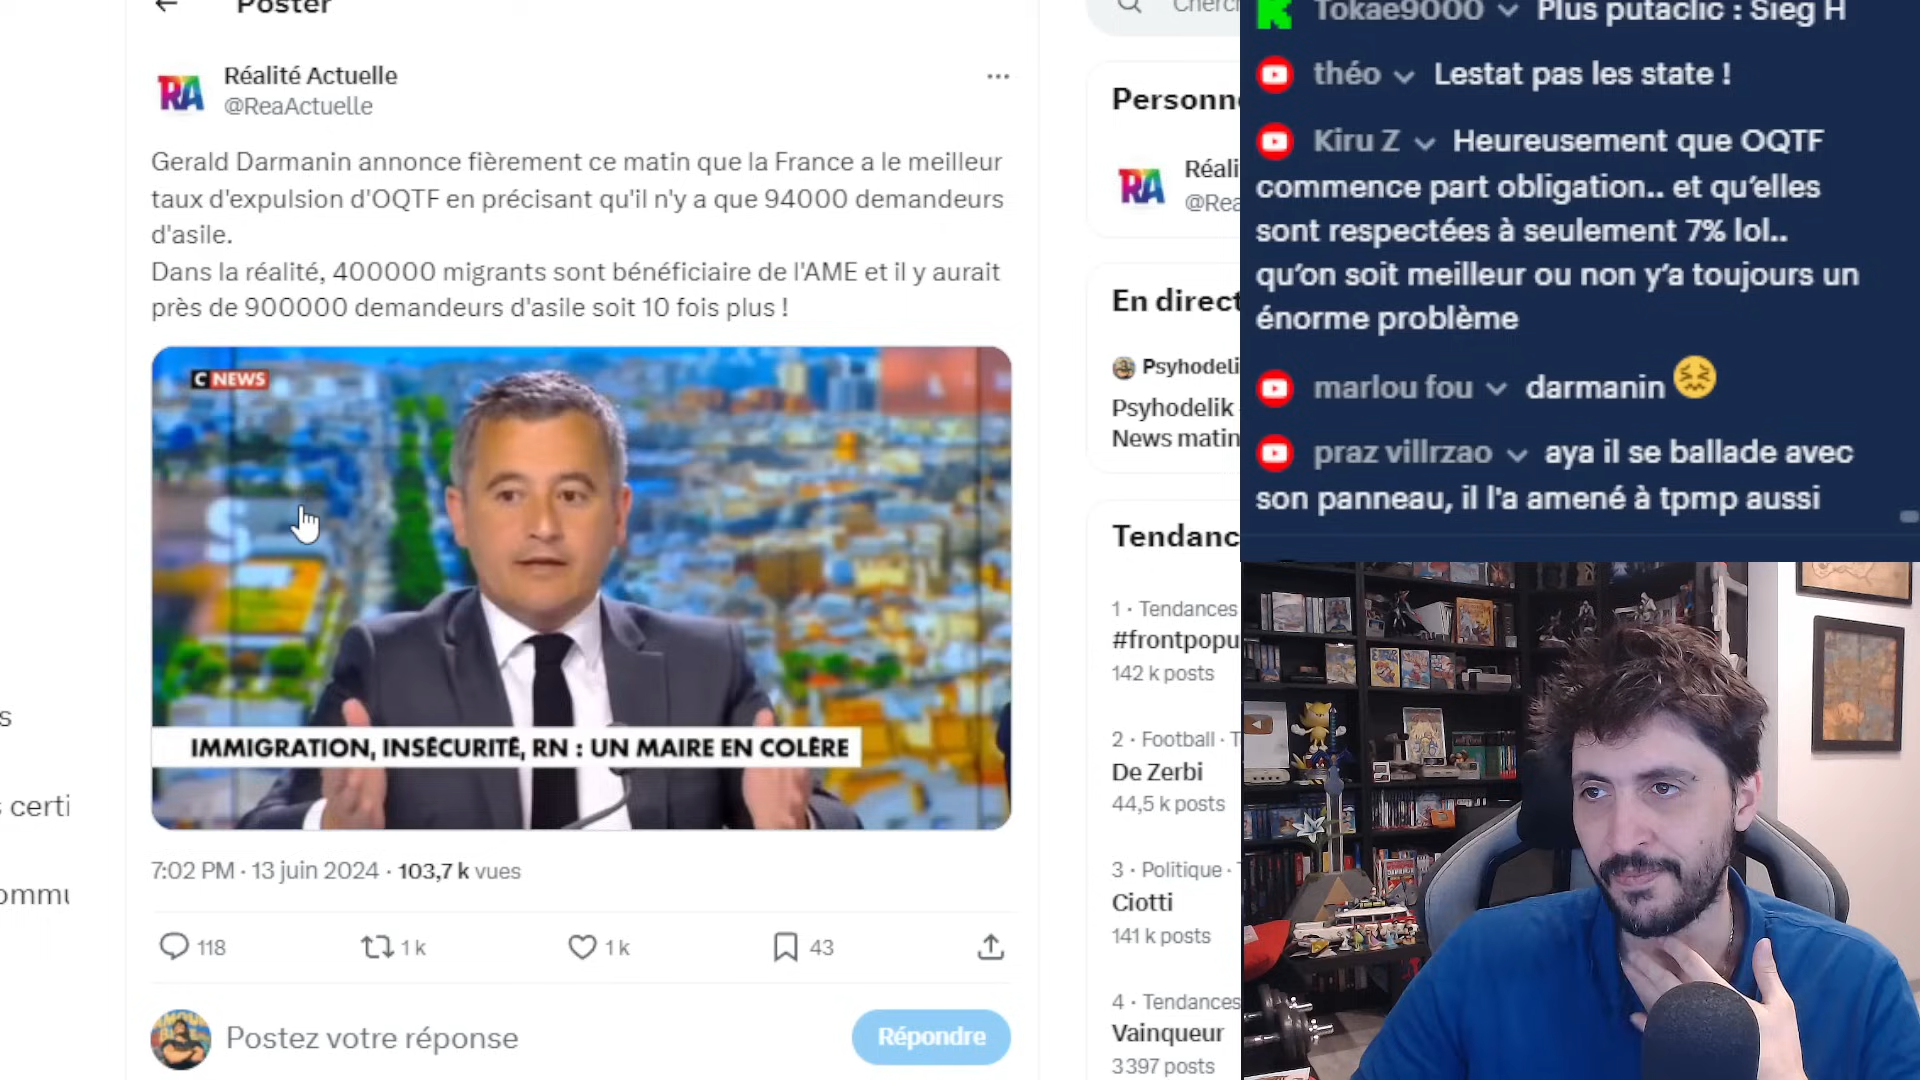 Poster
RA
Réalité Actuelle
@ReaActuelle
Gerald Darmanin annonce fièrement ce matin que la France a le meilleur
taux d'expulsion d'OQTF en précisant qu'il n'y a que 94000 demandeurs
d'asile.
Dans la réalité, 400000 migrants sont bénéficiaire de l'AME et il y aurait
près de 900000 demandeurs d'asile soit 10 fois plus !
C NEWS
S
IMMIGRATION, INSÉCURITÉ, RN : UN MAIRE EN COLÈRE
7:02 PM · 13 juin 2024 · 103,7 k vues
118
1 k
1 k
43
Postez votre réponse
Répondre
s
s certi
ommu
Cherc
Personn
RA
Réali
@Rea
En direct
Psyhodeli
Psyhodelik
News matin
Tendanc
1 · Tendances
#frontpopu
142 k posts
2 · Football · T
De Zerbi
44,5 k posts
3 · Politique ·
Ciotti
141 k posts
4 · Tendances
Vainqueur
3 397 posts
Tokae9000 Plus putaclic : Sieg H
théo Lestat pas les state !
Kiru Z Heureusement que OQTF
commence part obligation.. et qu’elles
sont respectées à seulement 7% lol..
qu’on soit meilleur ou non y’a toujours un
énorme problème
marlou fou darmanin 😖
praz villrzao aya il se ballade avec
son panneau, il l'a amené à tpmp aussi